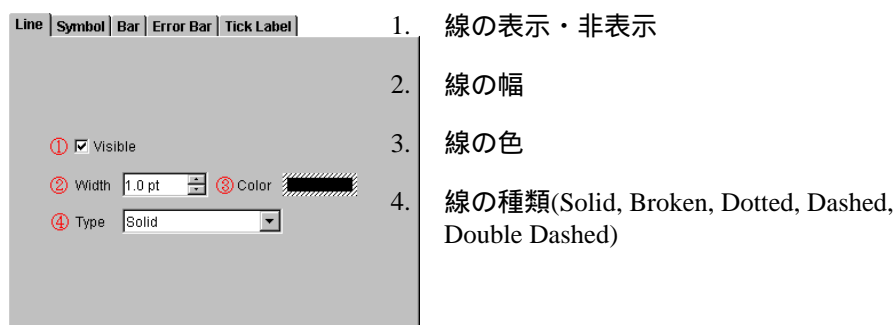 Line Symbol Bar Error Bar Tick Label
① Visible
② Width 1.0 pt ③ Color
④ Type Solid
1. 線の表示・非表示
2. 線の幅
3. 線の色
4. 線の種類(Solid, Broken, Dotted, Dashed,
Double Dashed)